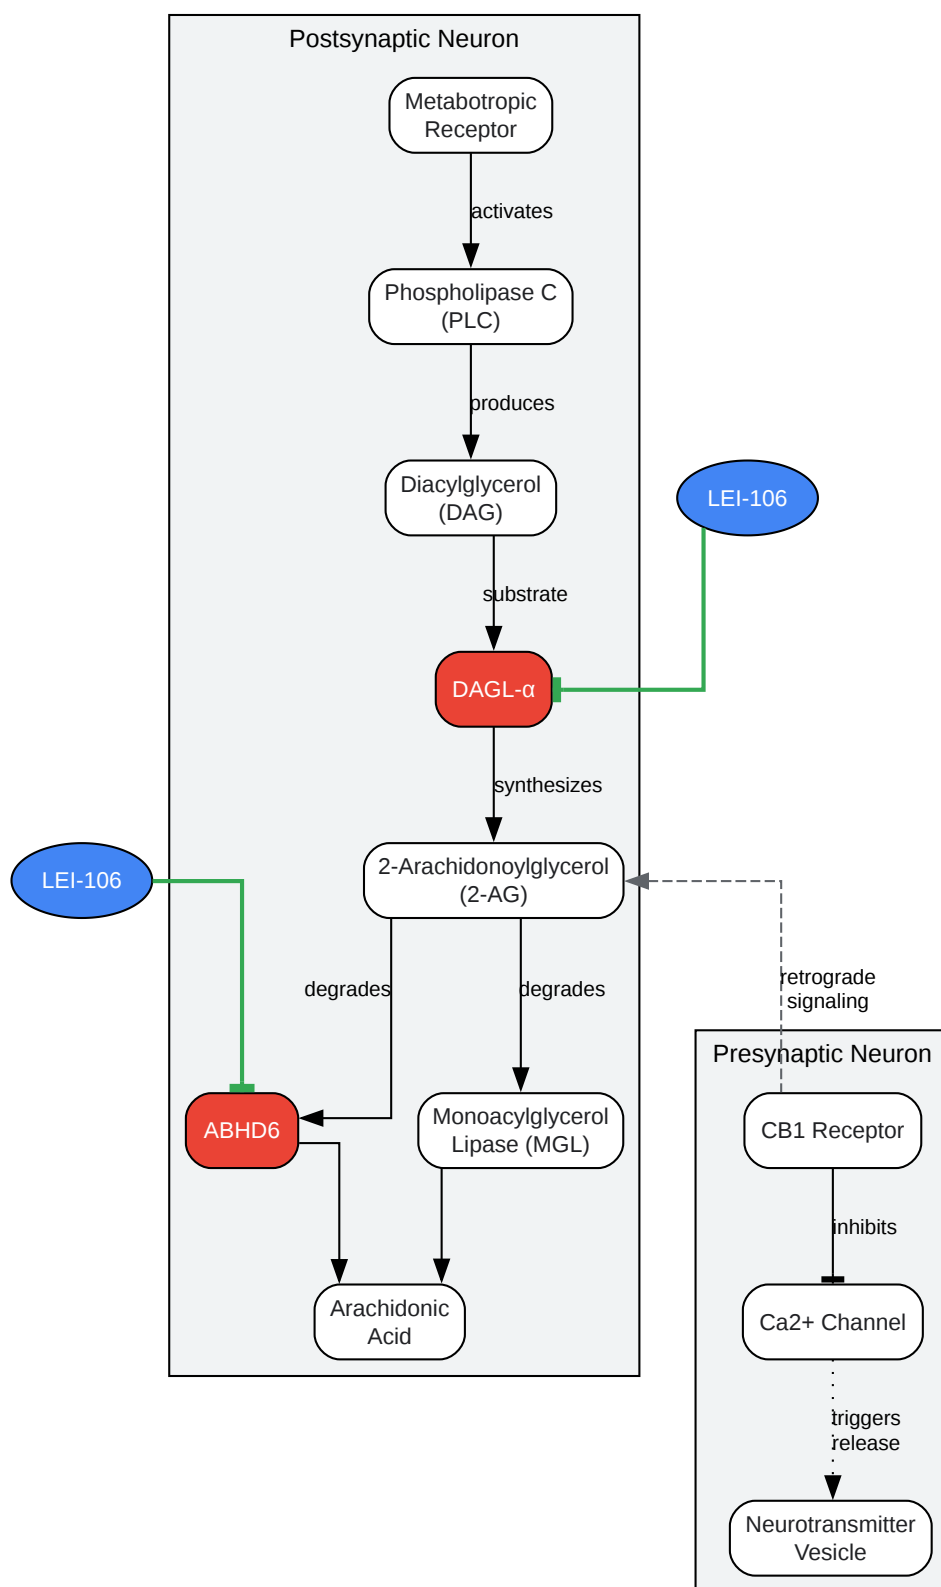 Postsynaptic Neuron
Metabotropic
Receptor
activates
Phospholipase C
(PLC)
produces
Diacylglycerol
(DAG)
LEI-106
substrate
DAGL-α
synthesizes
LEI-106
2-Arachidonoylglycerol
(2-AG)
degrades
degrades
retrograde
signaling
Presynaptic Neuron
ABHD6
Monoacylglycerol
Lipase (MGL)
CB1 Receptor
inhibits
Arachidonic
Acid
Ca2+ Channel
triggers
release
Neurotransmitter
Vesicle